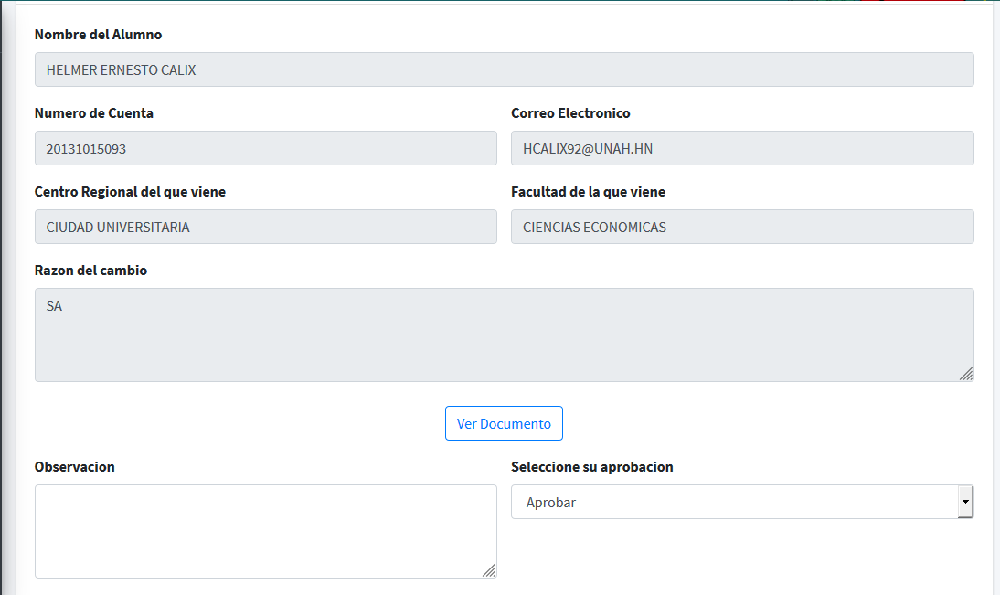 Nombre del Alumno
HELMER ERNESTO CALIX
Numero de Cuenta
Correo Electronico
20131015093
HCALIX92@UNAH.HN
Centro Regional del que viene
Facultad de la que viene
CIUDAD UNIVERSITARIA
CIENCIAS ECONOMICAS
Razon del cambio
SA
Ver Documento
Observacion
Seleccione su aprobacion
Aprobar